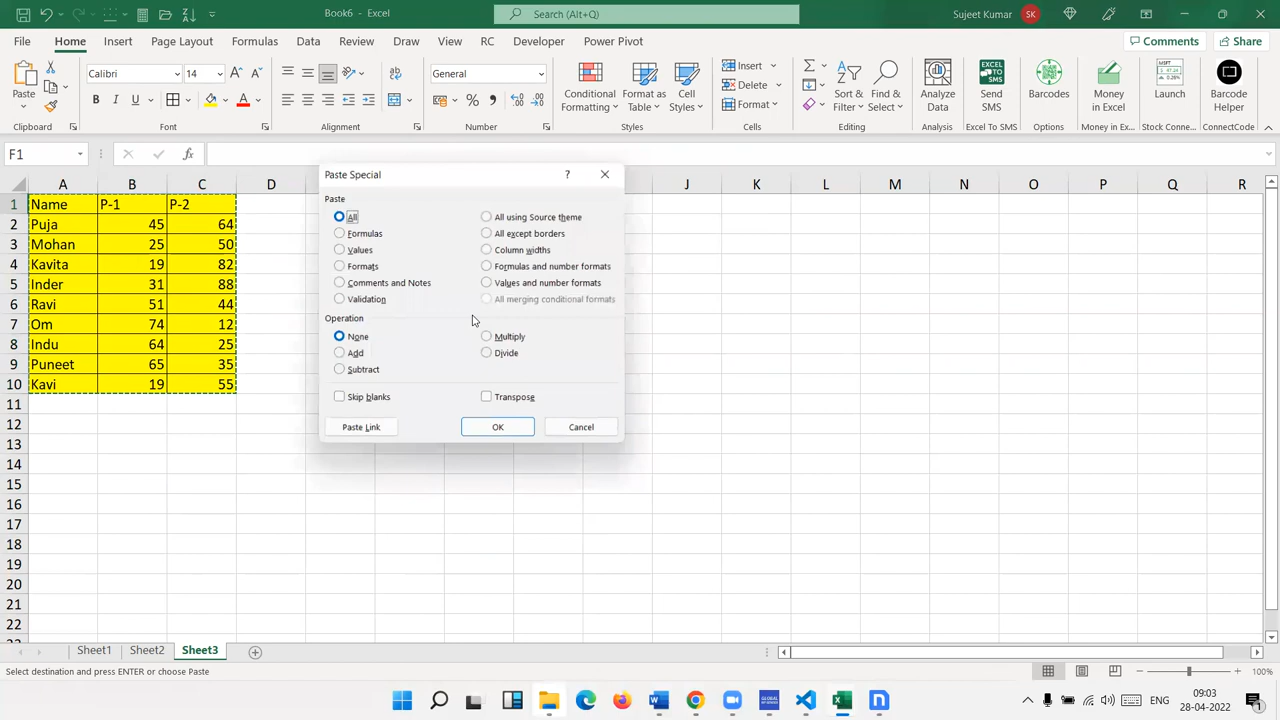 Book6 - Excel
Search (Alt+Q)
Sujeet Kumar SK
File Home Insert Page Layout Formulas Data Review Draw View RC Developer Help Power Pivot Comments Share
Paste
Calibri 14
B I U
General
Conditional Formatting
Format as Table
Cell Styles
Insert
Delete
Format
Sort & Filter
Find & Select
Analyze Data
Send SMS
Barcodes
Money in Excel
Launch
Barcode Helper
Clipboard Font Alignment Number Styles Cells Editing Analysis Excel To SMS Options Money in Excel Stock Connec... ConnectCode
F1 fx
A B C D J K L M N O P Q R
1 Name P-1 P-2
2 Puja 45 64
3 Mohan 25 50
4 Kavita 19 82
5 Inder 31 88
6 Ravi 51 44
7 Om 74 12
8 Indu 64 25
9 Puneet 65 35
10 Kavi 19 55
11
12
13
14
15
16
17
18
19
20
21
22
Paste Special ?
Paste
All All using Source theme
Formulas All except borders
Values Column widths
Formats Formulas and number formats
Comments and Notes Values and number formats
Validation All merging conditional formats
Operation
None Multiply
Add Divide
Subtract
Skip blanks Transpose
Paste Link OK Cancel
Sheet1 Sheet2 Sheet3
Select destination and press ENTER or choose Paste
100%
ENG
09:03
28-04-2022